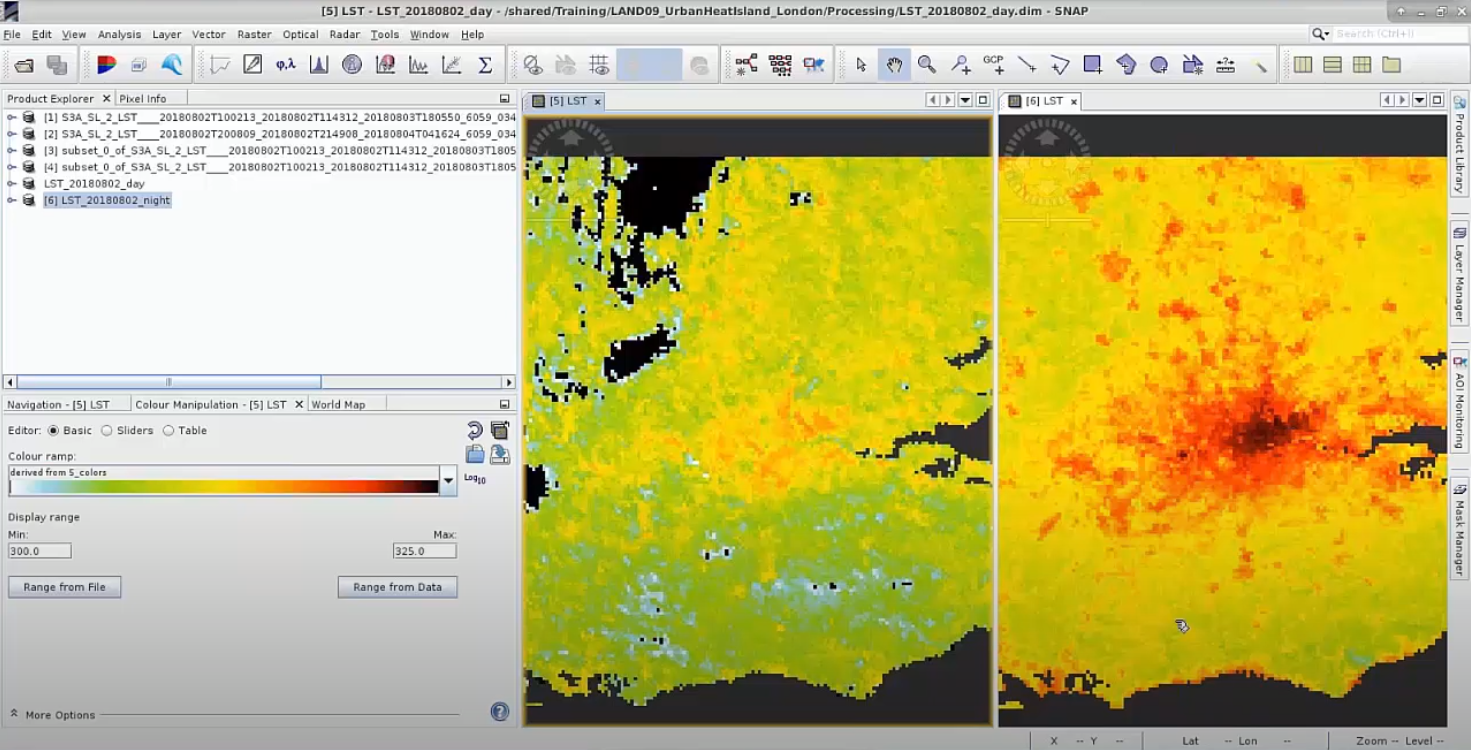 [5] LST - LST_20180802_day - /shared/Training/LAND09_UrbanHeatIsland_London/Processing/LST_20180802_day.dim - SNAP
File Edit View Analysis Layer Vector Raster Optical Radar Tools Window Help
Search (Ctrl+I)
φ,λ Σ GCP
Product Explorer Pixel Info
[5] LST
[6] LST
[1] S3A_SL_2_LST____20180802T100213_20180802T114312_20180803T180550_6059_034
[2] S3A_SL_2_LST____20180802T200809_20180802T214908_20180804T041624_6059_034
[3] subset_0_of_S3A_SL_2_LST____20180802T100213_20180802T114312_20180803T1805
[4] subset_0_of_S3A_SL_2_LST____20180802T100213_20180802T114312_20180803T1805
LST_20180802_day
[6] LST_20180802_night
Product Library
Layer Manager
AOI Monitoring
Mask Manager
Navigation - [5] LST Colour Manipulation - [5] LST World Map
Editor: Basic Sliders Table
Colour ramp:
derived from 5_colors
Log10
Display range
Min: Max:
300.0 325.0
Range from File Range from Data
More Options
X -- Y -- Lat -- Lon -- Zoom -- Level --